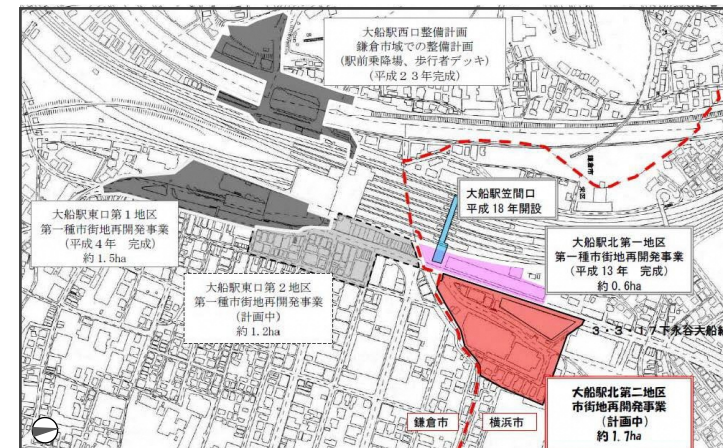 大船駅西口整備計画
鎌倉市域での整備計画
(駅前乗降場、歩行者デッキ)
(平成23年完成)
鎌倉市
栄区
大船駅笠間口
平成18年開設
大船駅東口第1地区
第一種市街地再開発事業
(平成4年 完成)
約1.5ha
大船駅北第一地区
第一種市街地再開発事業
(平成13年 完成)
約0.6ha
大船駅東口第2地区
第一種市街地再開発事業
(計画中)
約1.2ha
3・3・17下永谷大船線
大船駅北第二地区
市街地再開発事業
(計画中)
約1.7ha
鎌倉市
横浜市